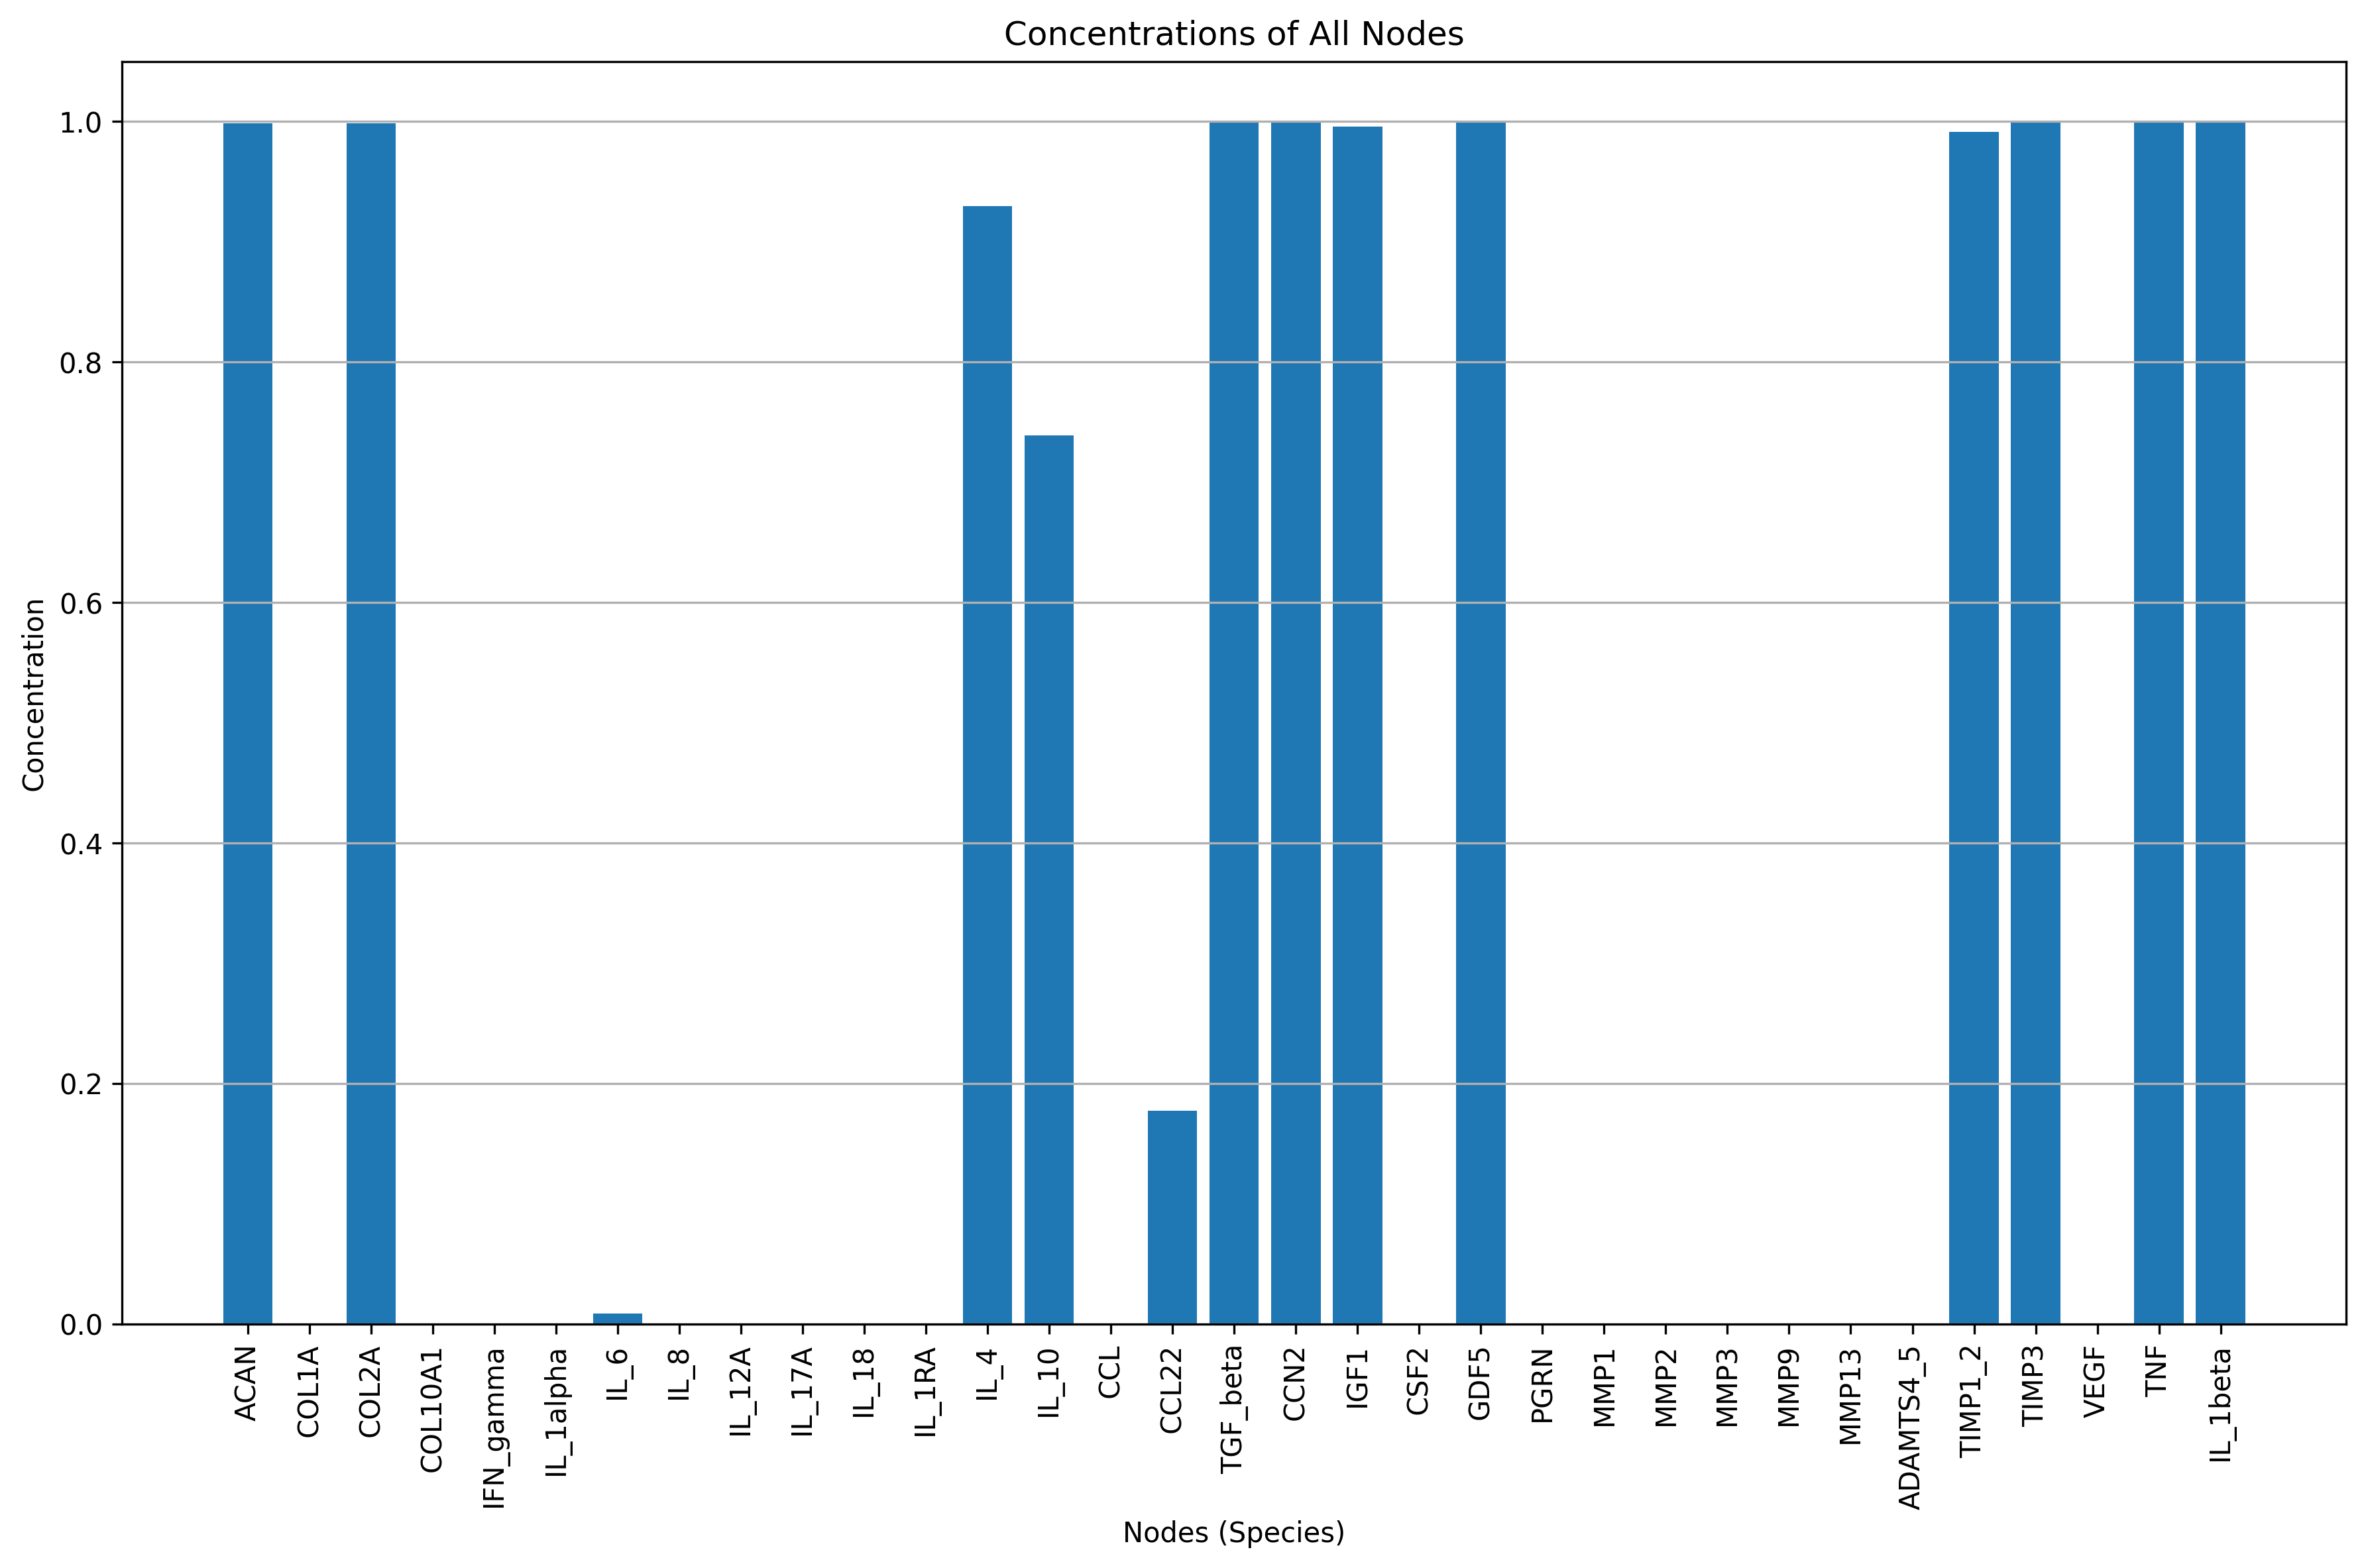 Concentrations of All Nodes
Concentration
1.0
0.8
0.6
0.4
0.2
0.0
ACAN
COL1A
COL2A
COL10A1
IFN_gamma
IL_1alpha
IL_6
IL_8
IL_12A
IL_17A
IL_18
IL_1RA
IL_4
IL_10
CCL
CCL22
TGF_beta
CCN2
IGF1
CSF2
GDF5
PGRN
MMP1
MMP2
MMP3
MMP9
MMP13
ADAMTS4_5
TIMP1_2
TIMP3
VEGF
TNF
IL_1beta
Nodes (Species)